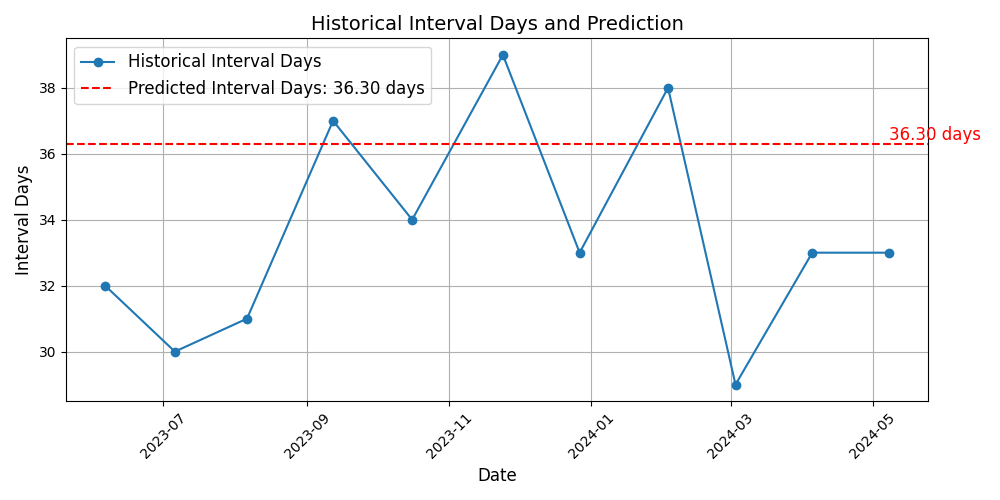 Historical Interval Days and Prediction
Historical Interval Days
Predicted Interval Days: 36.30 days
36.30 days
Interval Days
38
36
34
32
30
2023-07
2023-09
2023-11
2024-01
2024-03
2024-05
Date